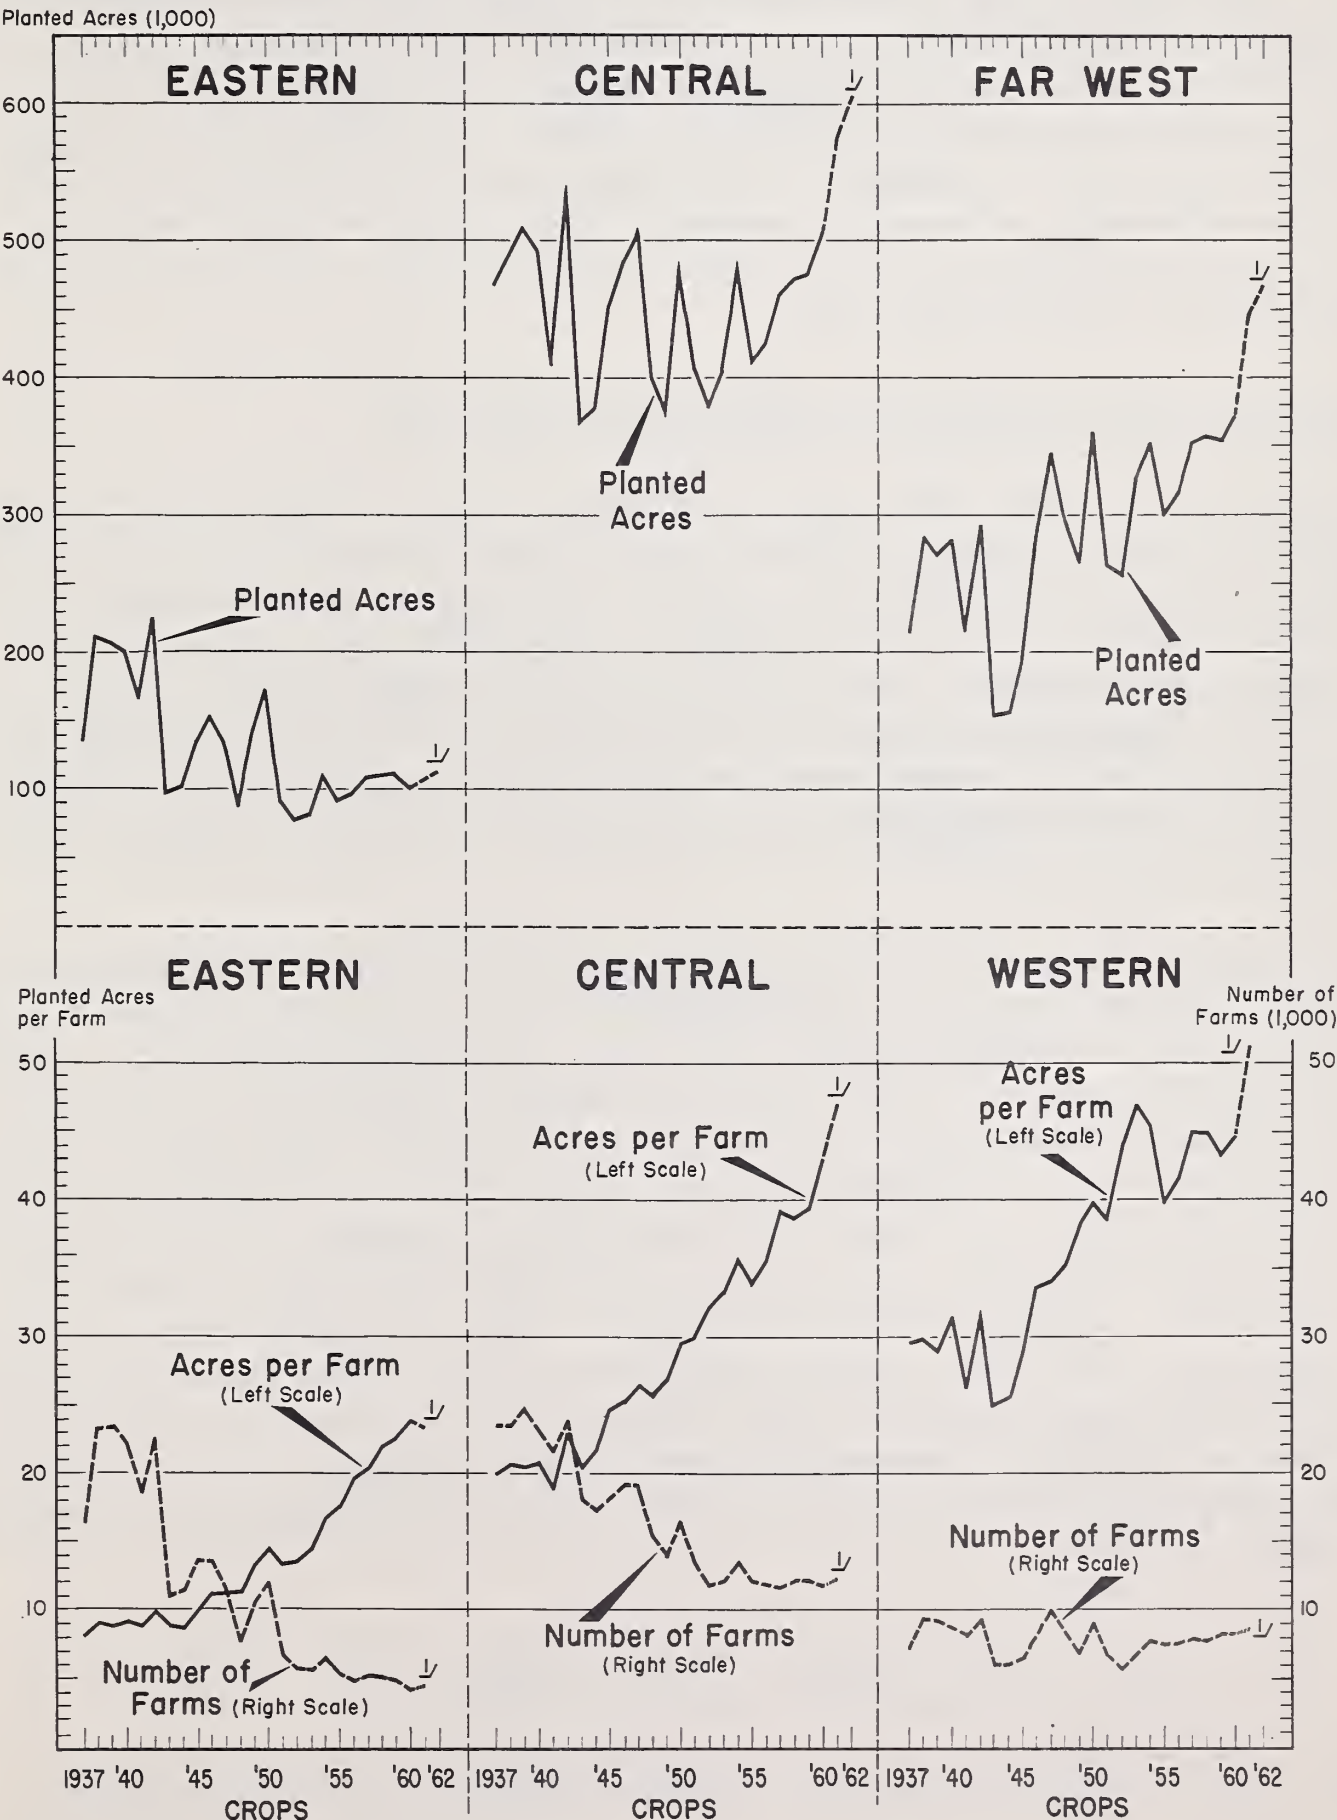 Planted Acres (1,000)
EASTERN
CENTRAL
FAR WEST
600
500
400
300
200
100
1/
1/
1/
Planted
Acres
Planted Acres
Planted
Acres
EASTERN
CENTRAL
WESTERN
Planted Acres
per Farm
Number of
Farms (1,000)
50
40
30
20
10
50
40
30
20
10
1/
1/
Acres
per Farm
(Left Scale)
Acres per Farm
(Left Scale)
Acres per Farm
(Left Scale)
1/
Number of Farms
(Right Scale)
1/
1/
Number of Farms
(Right Scale)
Number of
Farms (Right Scale)
1/
1937 '40 '45 '50 '55 '60 '62
1937 '40 '45 '50 '55 '60 '62
1937 '40 '45 '50 '55 '60 '62
CROPS
CROPS
CROPS